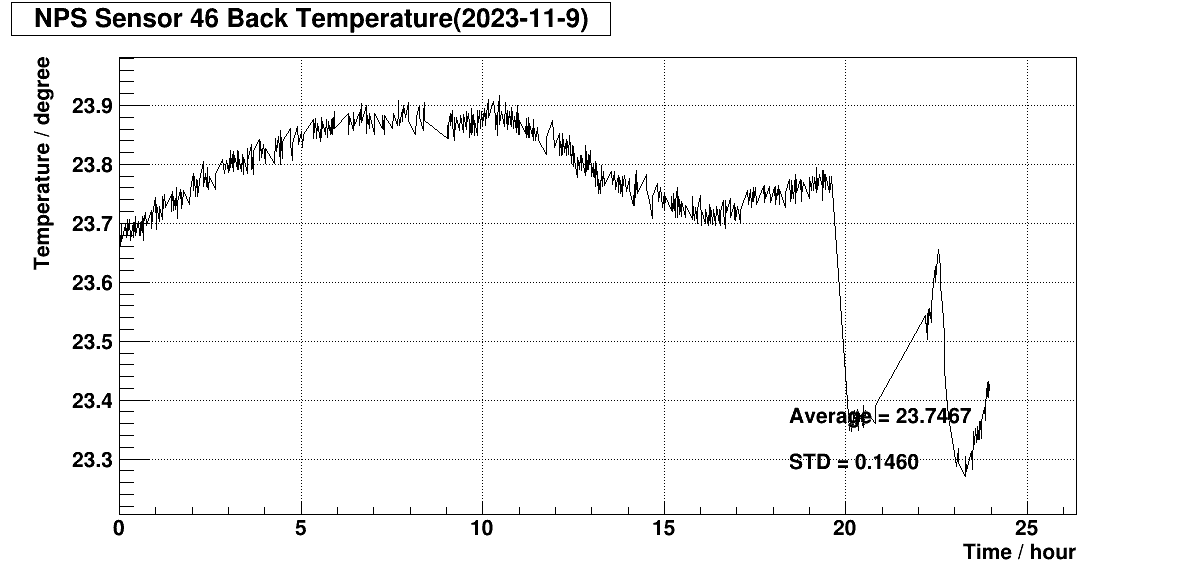 NPS Sensor 46 Back Temperature(2023-11-9)
Temperature / degree
23.9
23.8
23.7
23.6
23.5
23.4
23.3
Average = 23.7467
STD = 0.1460
0 5 10 15 20 25
Time / hour